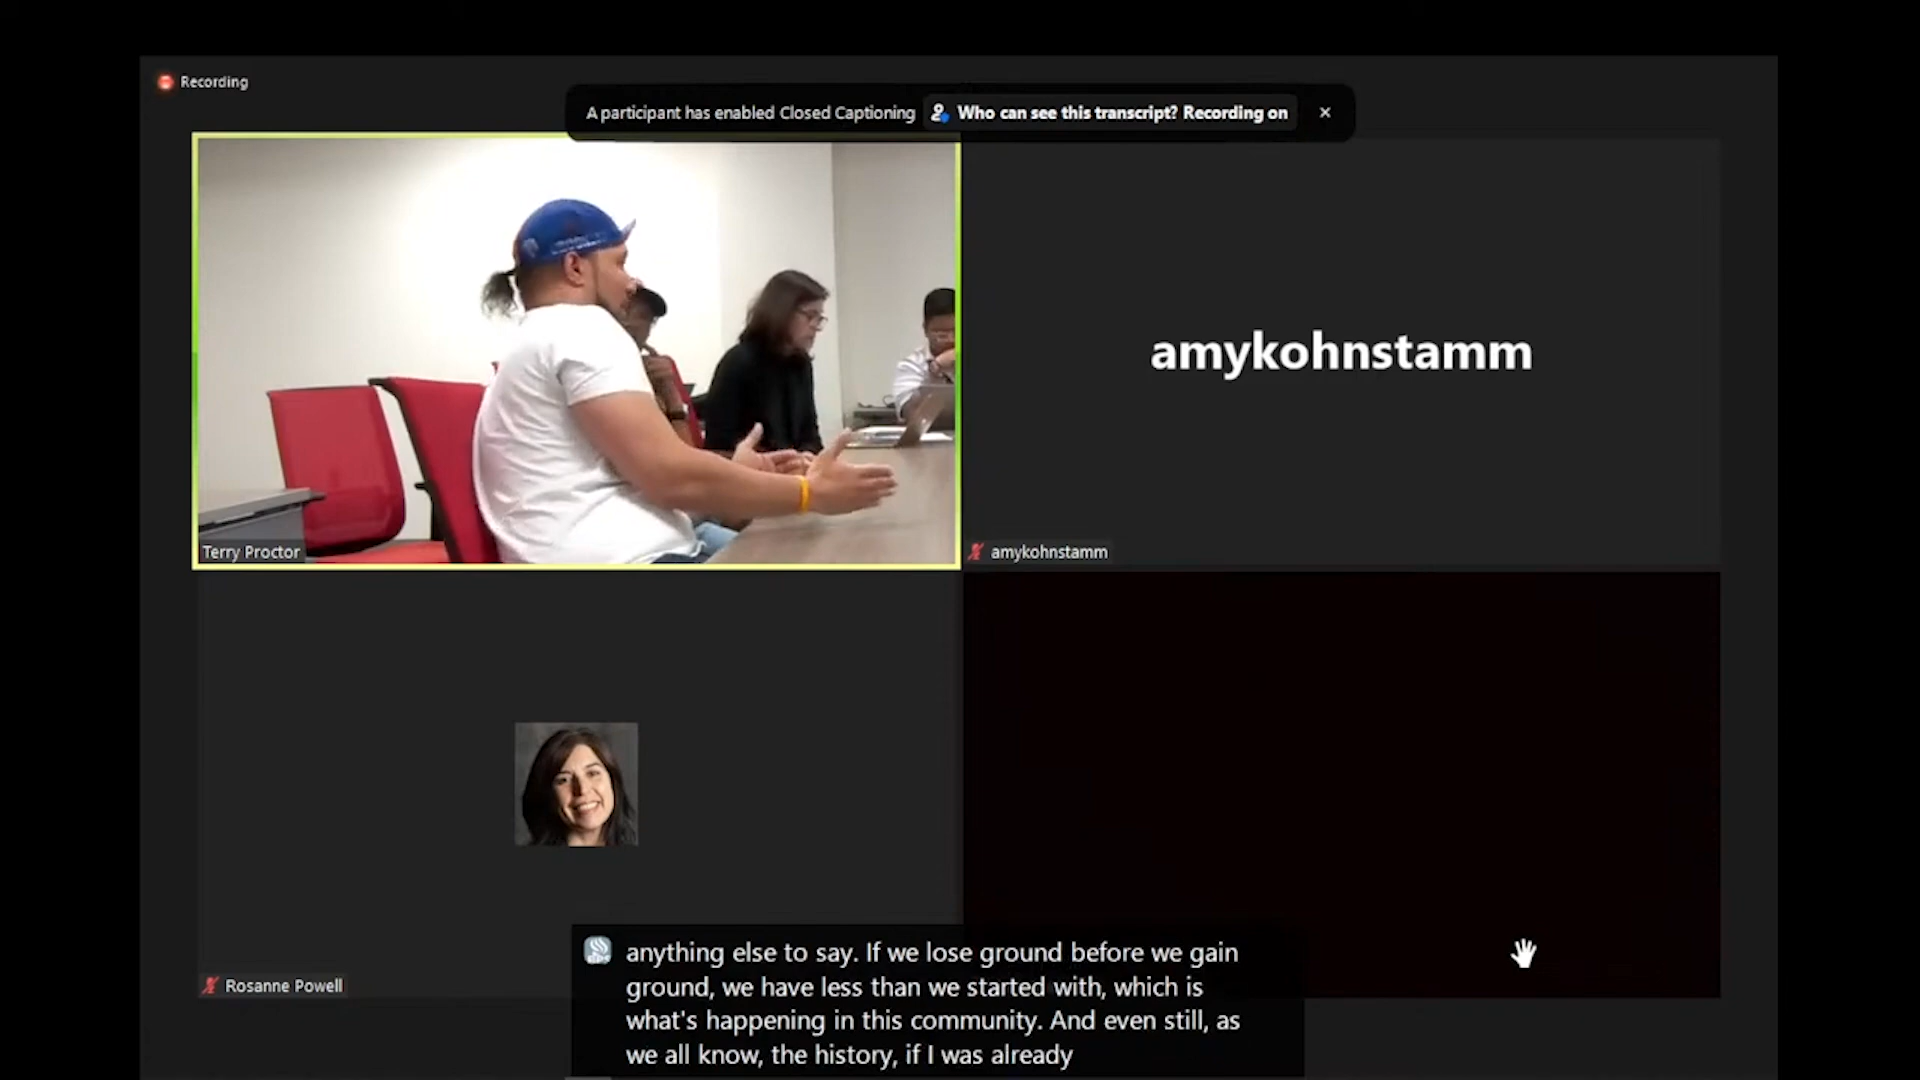 Recording
A participant has enabled Closed Captioning Who can see this transcript? Recording on
amykohnstamm
Terry Proctor
amykohnstamm
Rosanne Powell
anything else to say. If we lose ground before we gain
ground, we have less than we started with, which is
what's happening in this community. And even still, as
we all know, the history, if I was already